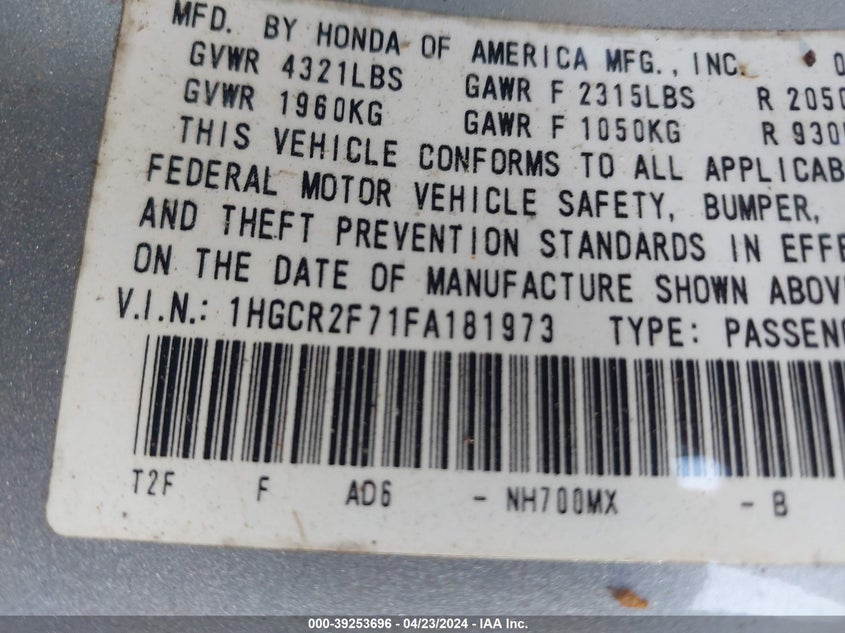 MFD. BY HONDA OF AMERICA MFG., INC.
GVWR 4321LBS GAWR F 2315LBS R 2050
GVWR 1960KG GAWR F 1050KG R 930
THIS VEHICLE CONFORMS TO ALL APPLICAB
FEDERAL MOTOR VEHICLE SAFETY, BUMPER,
AND THEFT PREVENTION STANDARDS IN EFFE
ON THE DATE OF MANUFACTURE SHOWN ABOV
V.I.N.: 1HGCR2F71FA181973 TYPE: PASSEN
T2F F AD6 - NH700MX - B
000-39253696 - 04/23/2024 - IAA Inc.